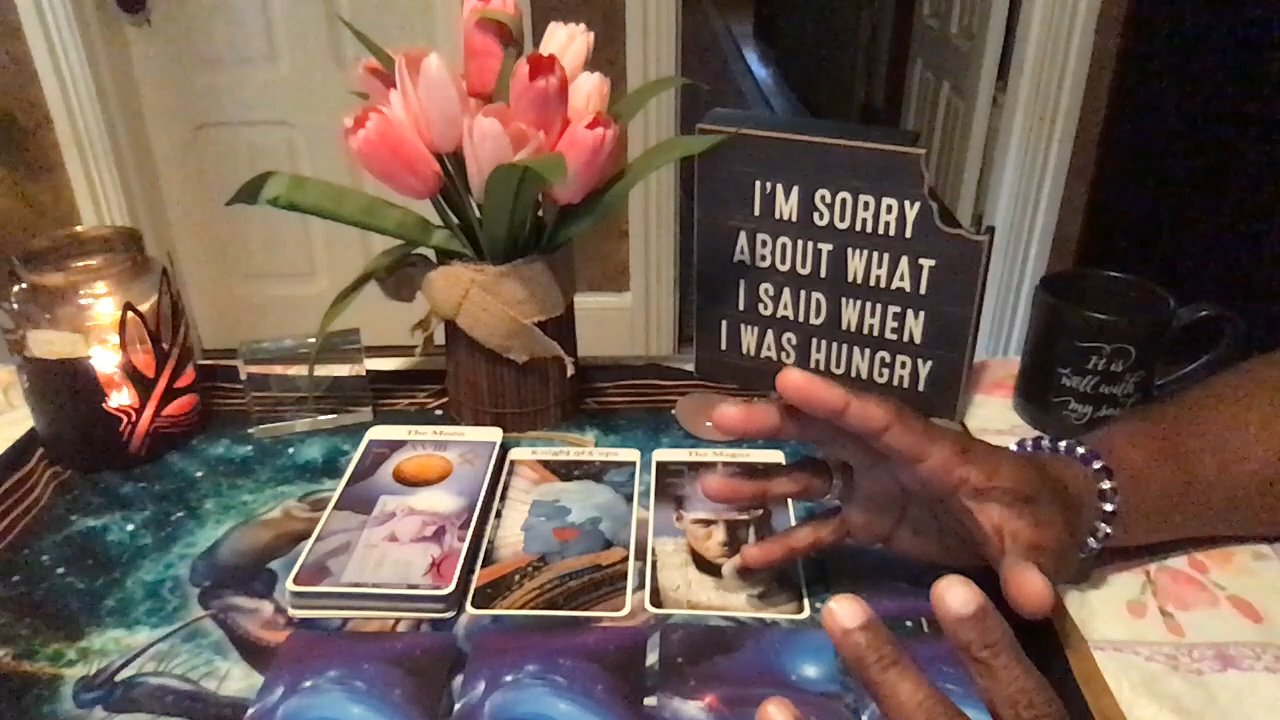 I'M SORRY
ABOUT WHAT
I SAID WHEN
I WAS HUNGRY
It is
well with
my
The Moon
XVIII
Knight of Cups
The Magus